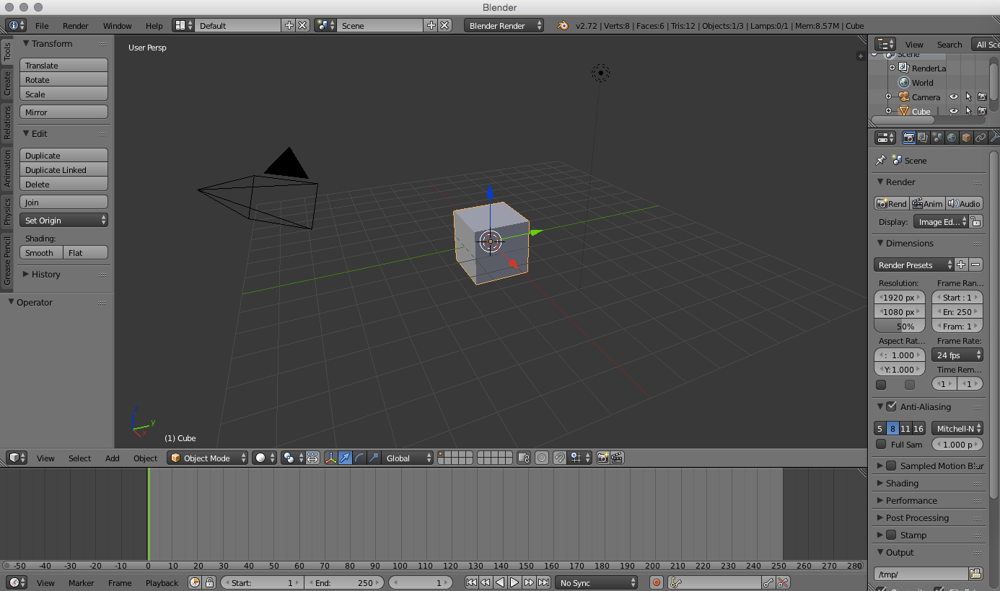 Blender
File Render Window Help Default Scene Blender Render v2.72 | Verts:8 | Faces:6 | Tris:12 | Objects:1/3 | Lamps:0/1 | Mem:8.57M | Cube
Tools
Create
Relations
Animation
Physics
Grease Pencil
Transform
Translate
Rotate
Scale
Mirror
Edit
Duplicate
Duplicate Linked
Delete
Join
Set Origin
Shading:
Smooth Flat
History
Operator
User Persp
z
y
x
(1) Cube
View Select Add Object Object Mode Global
-50 -40 -30 -20 -10 0 10 20 30 40 50 60 70 80 90 100 110 120 130 140 150 160 170 180 190 200 210 220 230 240 250 260 270 280
View Marker Frame Playback Start: 1 End: 250 1 No Sync
View Search All Sce
Scene
RenderLa
World
Camera
Cube
Scene
Render
Rend Anim Audio
Display: Image Ed...
Dimensions
Render Presets
Resolution: Frame Ran...
1920 px Start : 1
1080 px En: 250
50% Fram: 1
Aspect Rat... Frame Rate:
: 1.000 24 fps
Y: 1.000 Time Rem...
1 1
Anti-Aliasing
5 8 11 16 Mitchell-N
Full Sam 1.000 p
Sampled Motion Blur
Shading
Performance
Post Processing
Stamp
Output
/tmp/